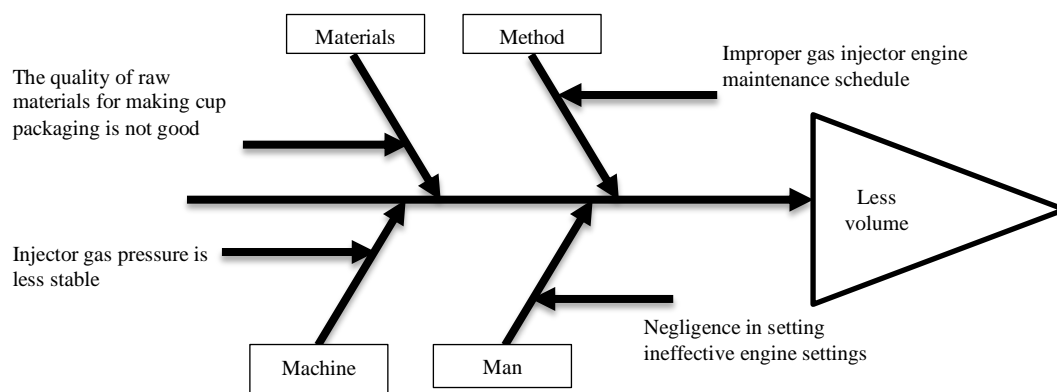 Materials
Method
Improper gas injector engine
maintenance schedule
The quality of raw
materials for making cup
packaging is not good
Less
volume
Injector gas pressure is
less stable
Negligence in setting
ineffective engine settings
Machine
Man